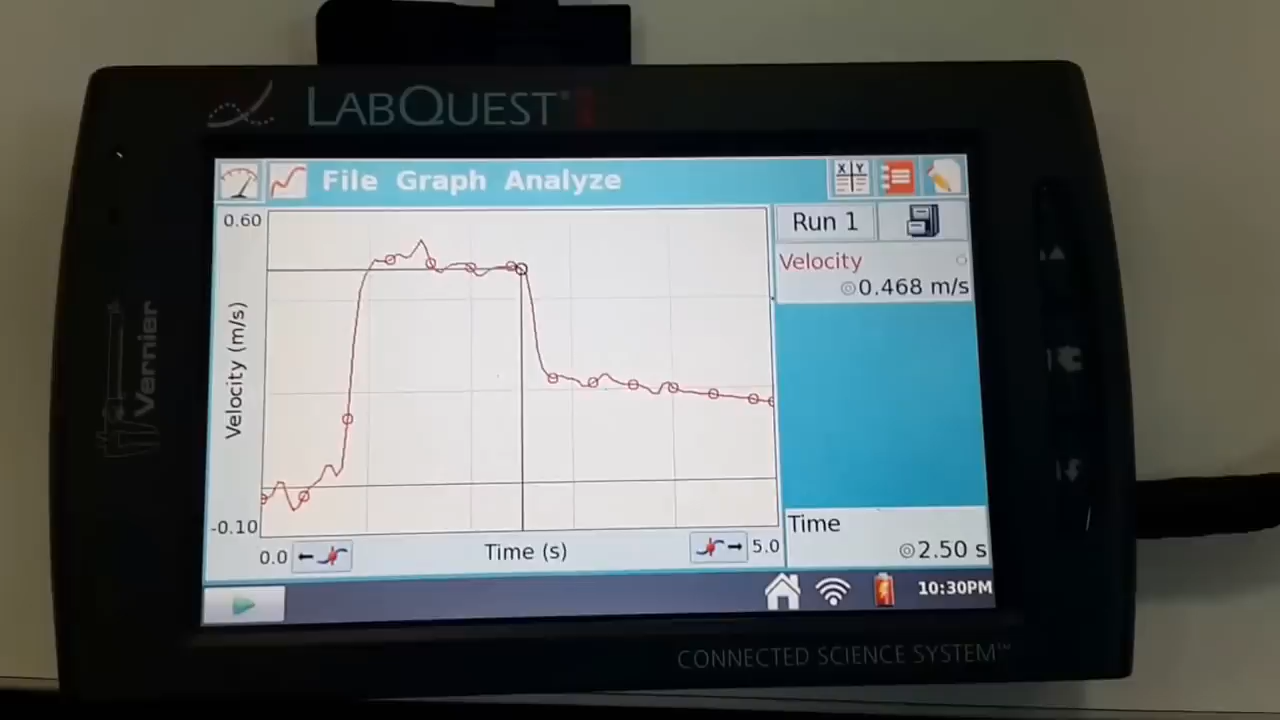 LABQUEST
File Graph Analyze
X Y
0.60
Run 1
Velocity
0.468 m/s
Velocity (m/s)
Vernier
-0.10
0.0
Time (s)
5.0
Time
2.50 s
10:30PM
CONNECTED SCIENCE SYSTEM™